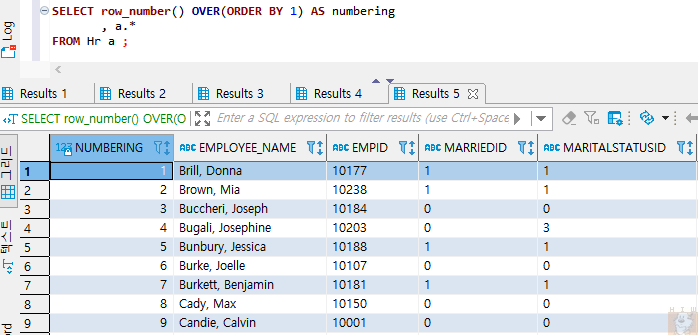 SELECT row_number() OVER(ORDER BY 1) AS numbering
, a.*
FROM Hr a ;
Log
Results 1 Results 2 Results 3 Results 4 Results 5
SELECT row_number() OVER(O Enter a SQL expression to filter results (use Ctrl+Space)
그리드
텍스트
123 NUMBERING ABC EMPLOYEE_NAME ABC EMPID ABC MARRIEDID ABC MARITALSTATUSID
1 1 Brill, Donna 10177 1 1
2 2 Brown, Mia 10238 1 1
3 3 Buccheri, Joseph 10184 0 0
4 4 Bugali, Josephine 10203 0 3
5 5 Bunbury, Jessica 10188 1 1
6 6 Burke, Joelle 10107 0 0
7 7 Burkett, Benjamin 10181 1 1
8 8 Cady, Max 10150 0 0
9 9 Candie, Calvin 10001 0 0